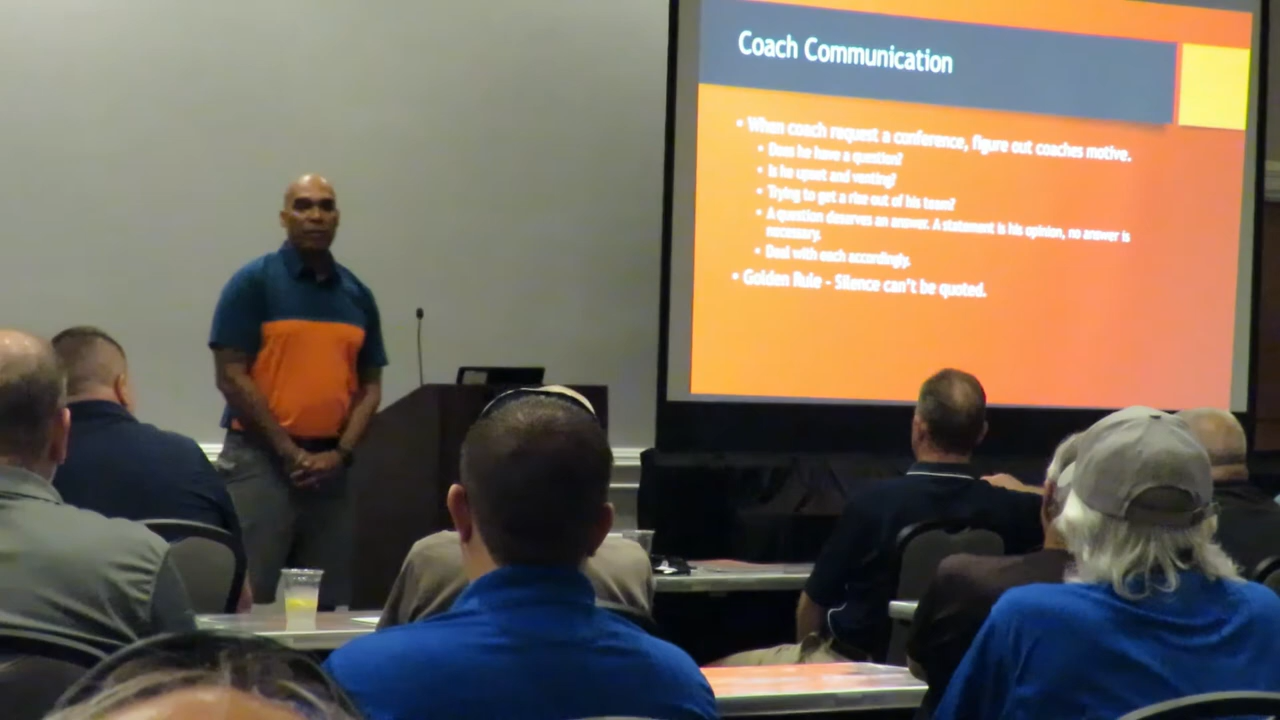 Coach Communication
• When coach request a conference, figure out coaches motive.
• Does he have a question?
• Is he upset and venting?
• Trying to get a rise out of his team?
• A question deserves an answer. A statement is his opinion, no answer is
necessary.
• Deal with each accordingly.
• Golden Rule - Silence can't be quoted.